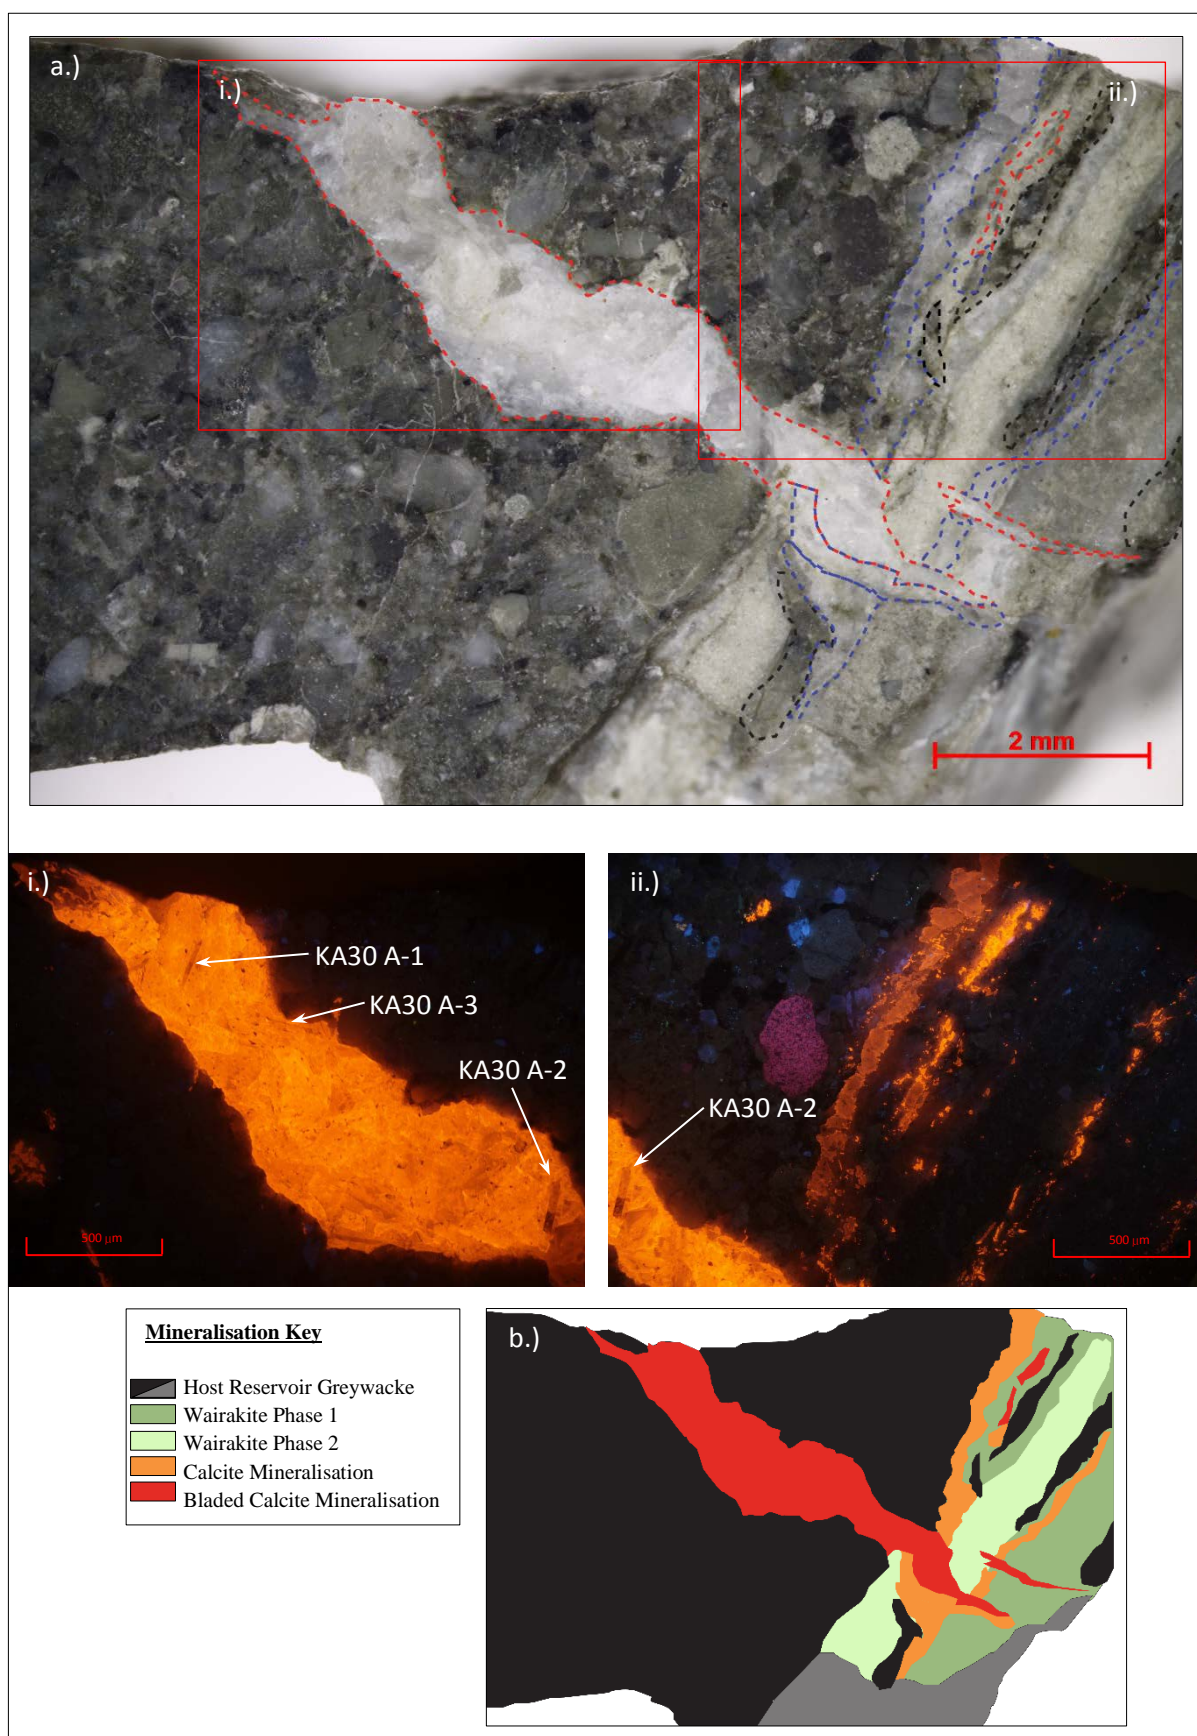 a.)
i.)
ii.)
2 mm
i.)
KA30 A-1
KA30 A-3
KA30 A-2
500 µm
ii.)
KA30 A-2
500 µm
Mineralisation Key
Host Reservoir Greywacke
Wairakite Phase 1
Wairakite Phase 2
Calcite Mineralisation
Bladed Calcite Mineralisation
b.)